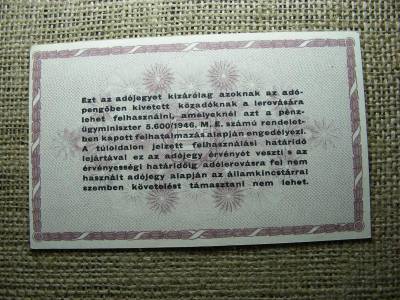 Ezt az adójegyet kizárólag azoknak az adó-
pengőben kivetett közadóknak a lerovására
lehet felhasználni, amelyeknél azt a pénz-
ügyminiszter 5.600/1946. M. E. számú rendelet-
ben kapott felhatalmazás alapján engedélyezi.
A túloldalon jelzett felhasználási határidő
lejártával ez az adójegy érvényét veszti s az
érvényességi határidőig adólerovásra fel nem
használt adójegy alapján az államkincstárral
szemben követelést támasztani nem lehet.